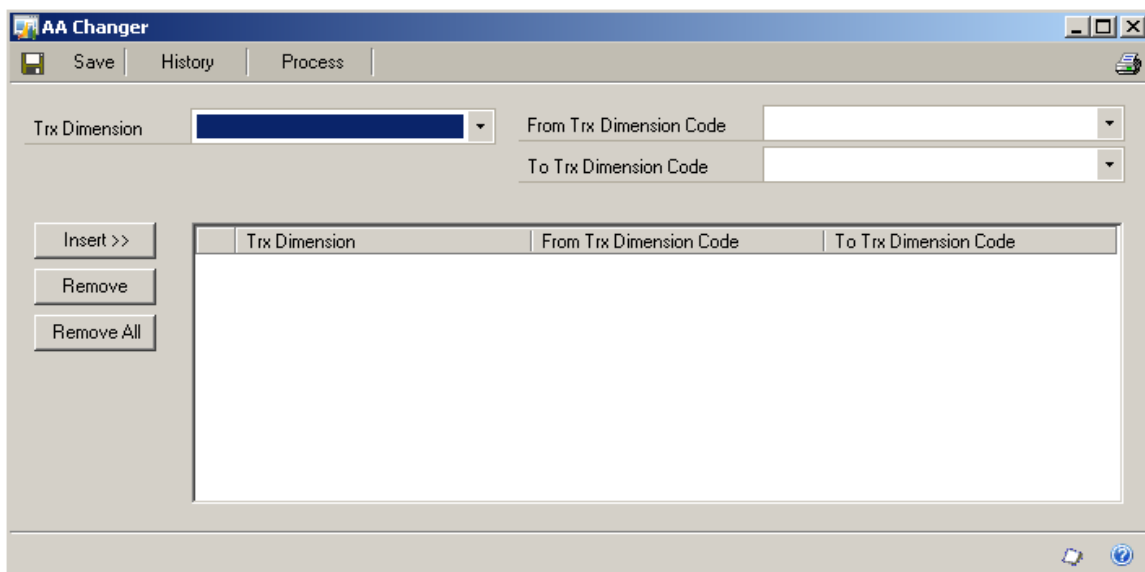 AA Changer
Save History Process
Trx Dimension From Trx Dimension Code
To Trx Dimension Code
Insert >> Trx Dimension From Trx Dimension Code To Trx Dimension Code
Remove
Remove All